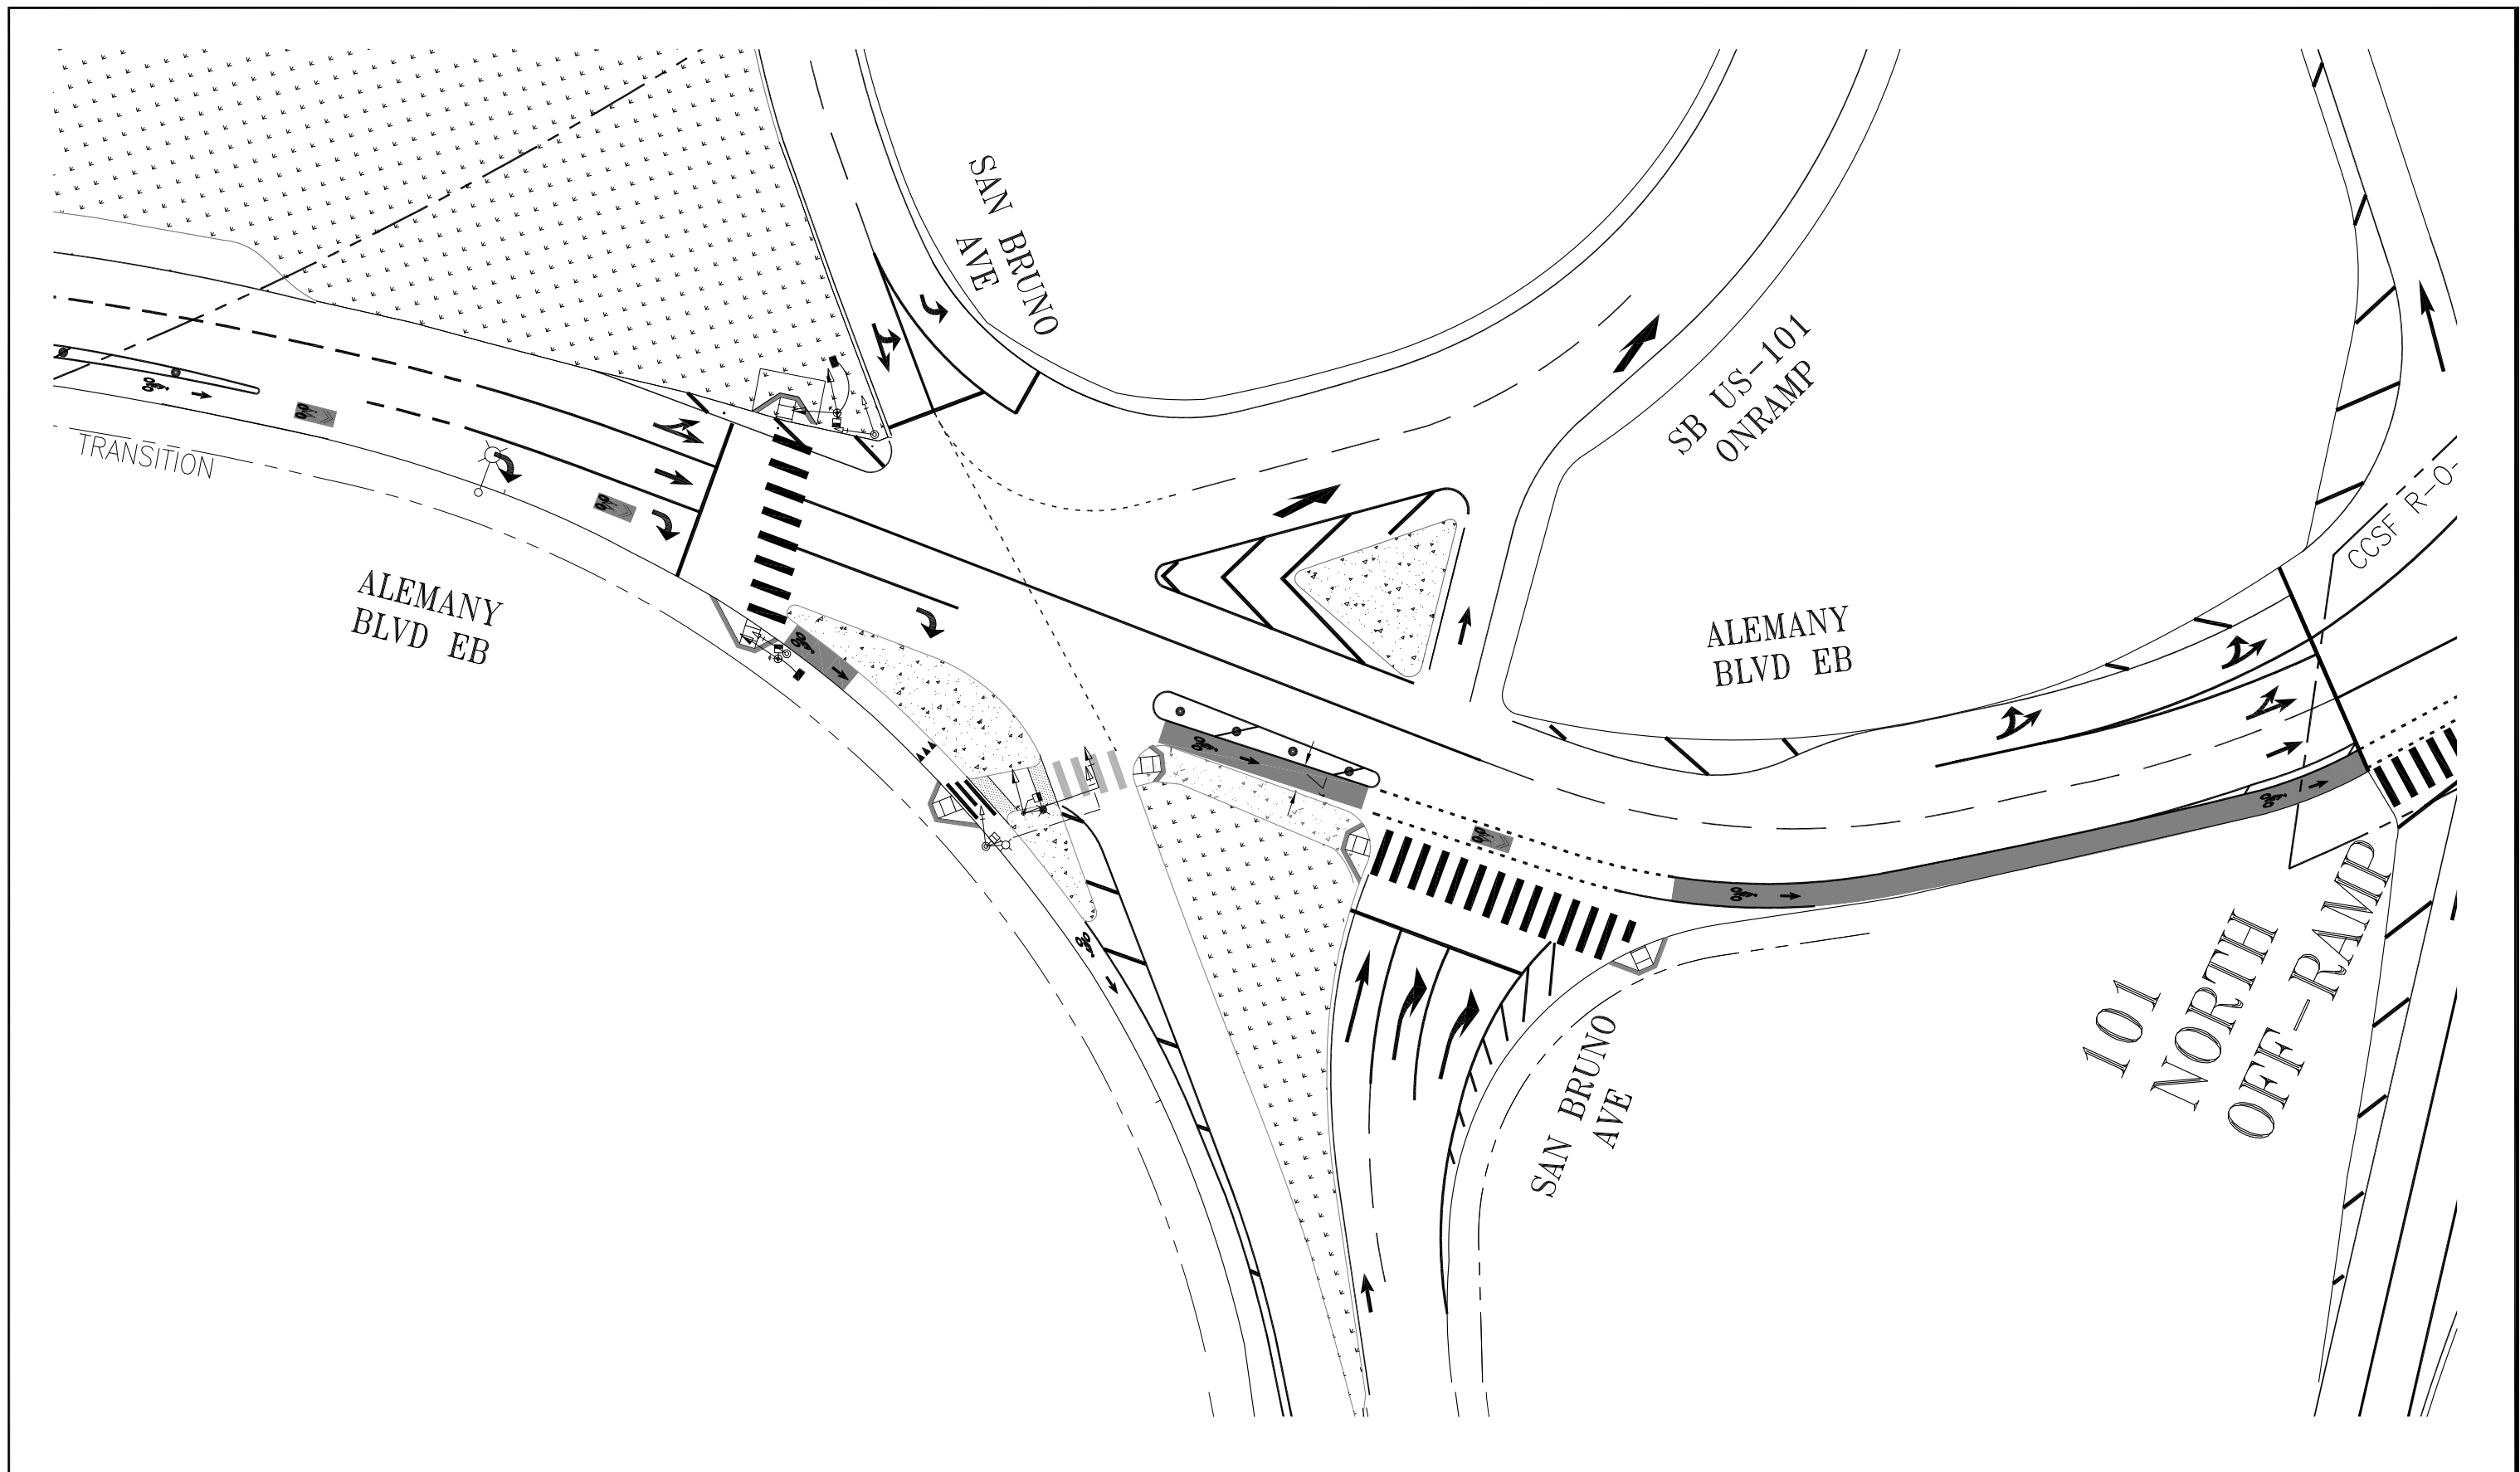 SAN BRUNO
AVE
SB US-101
ONRAMP
TRANSITION
CCSF R-O-
ALEMANY
BLVD EB
ALEMANY
BLVD EB
101
NORTH
OFF-RAMP
SAN BRUNO
AVE